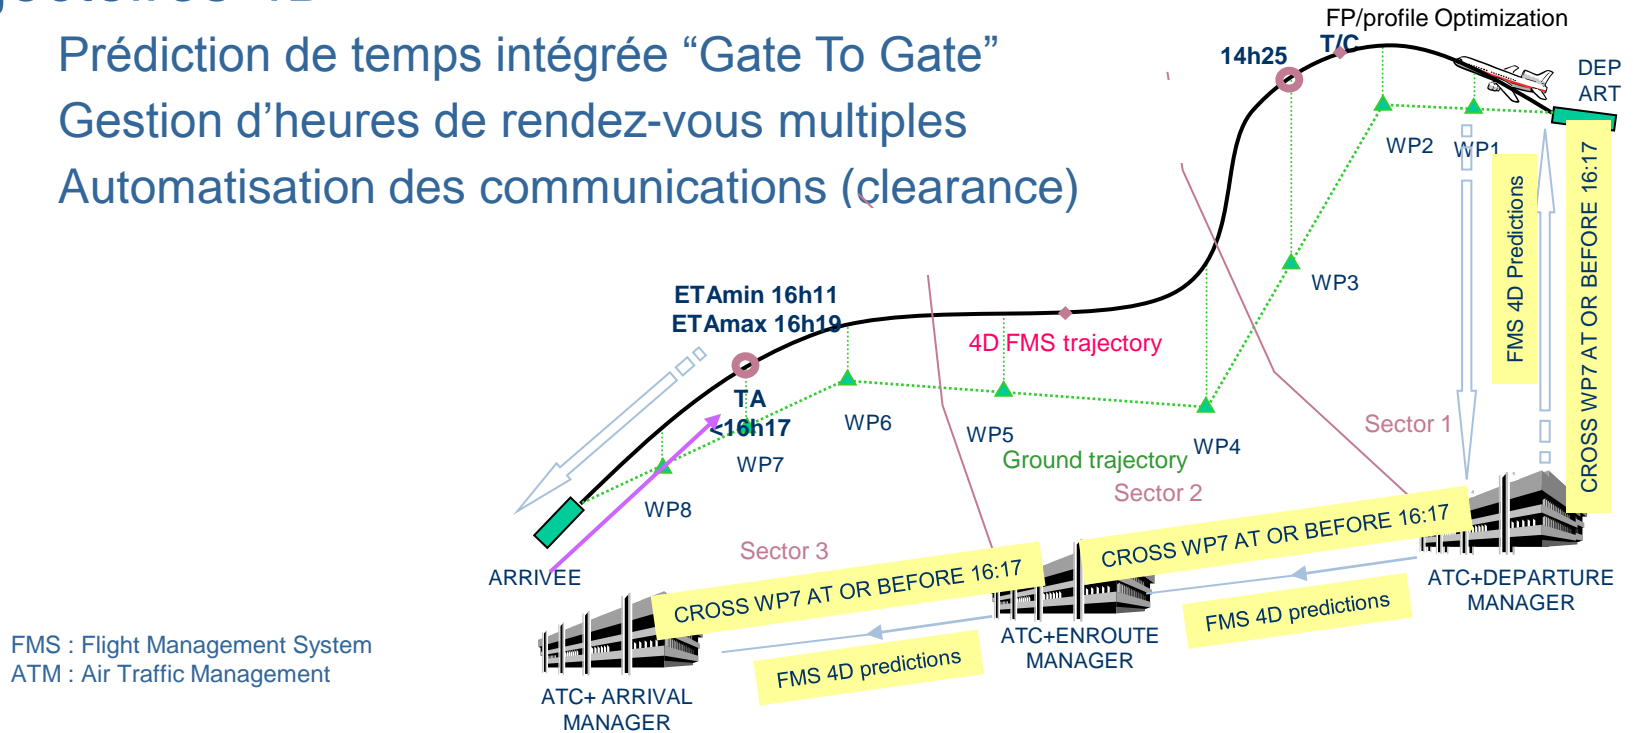 Prédiction de temps intégrée “Gate To Gate”
Gestion d’heures de rendez-vous multiples
Automatisation des communications (clearance)
FP/profile Optimization
T/C
14h25
DEP
ART
WP2
WP1
WP3
FMS 4D Predictions
CROSS WP7 AT OR BEFORE 16:17
ETAmin 16h11
ETAmax 16h19
4D FMS trajectory
TA
<16h17
WP7
WP6
WP5
WP4
WP8
Ground trajectory
Sector 1
Sector 2
Sector 3
ARRIVEE
CROSS WP7 AT OR BEFORE 16:17
CROSS WP7 AT OR BEFORE 16:17
FMS 4D predictions
FMS 4D predictions
ATC+DEPARTURE
MANAGER
ATC+ENROUTE
MANAGER
ATC+ ARRIVAL
MANAGER
FMS : Flight Management System
ATM : Air Traffic Management